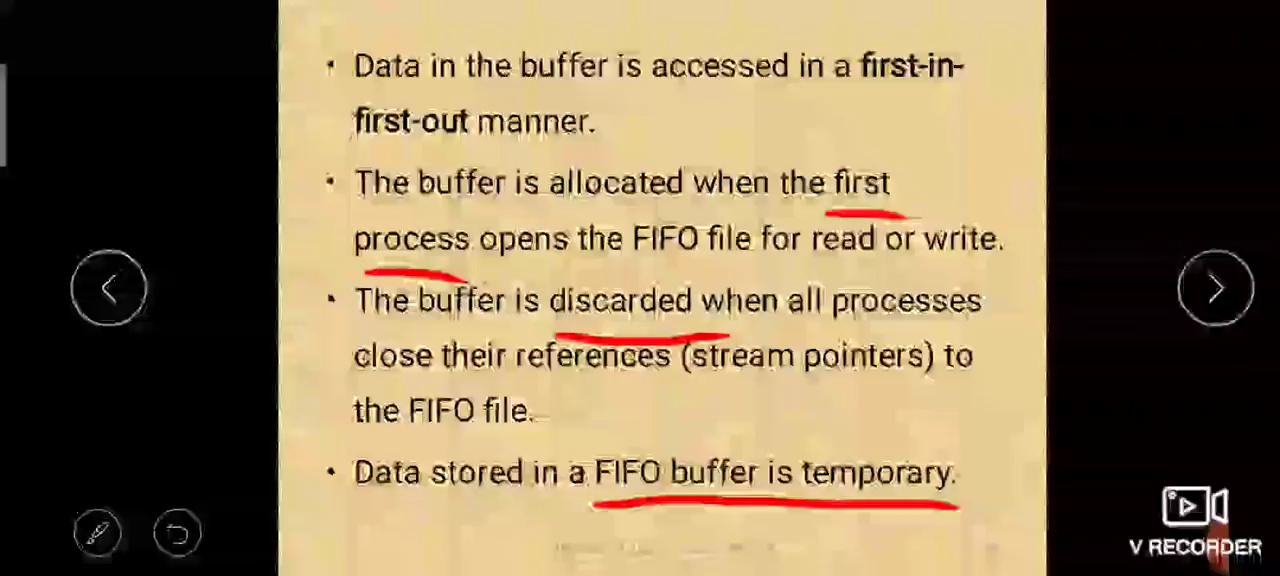 • Data in the buffer is accessed in a first-in-
first-out manner.
• The buffer is allocated when the first
process opens the FIFO file for read or write.
• The buffer is discarded when all processes
close their references (stream pointers) to
the FIFO file.
• Data stored in a FIFO buffer is temporary.
V RECORDER